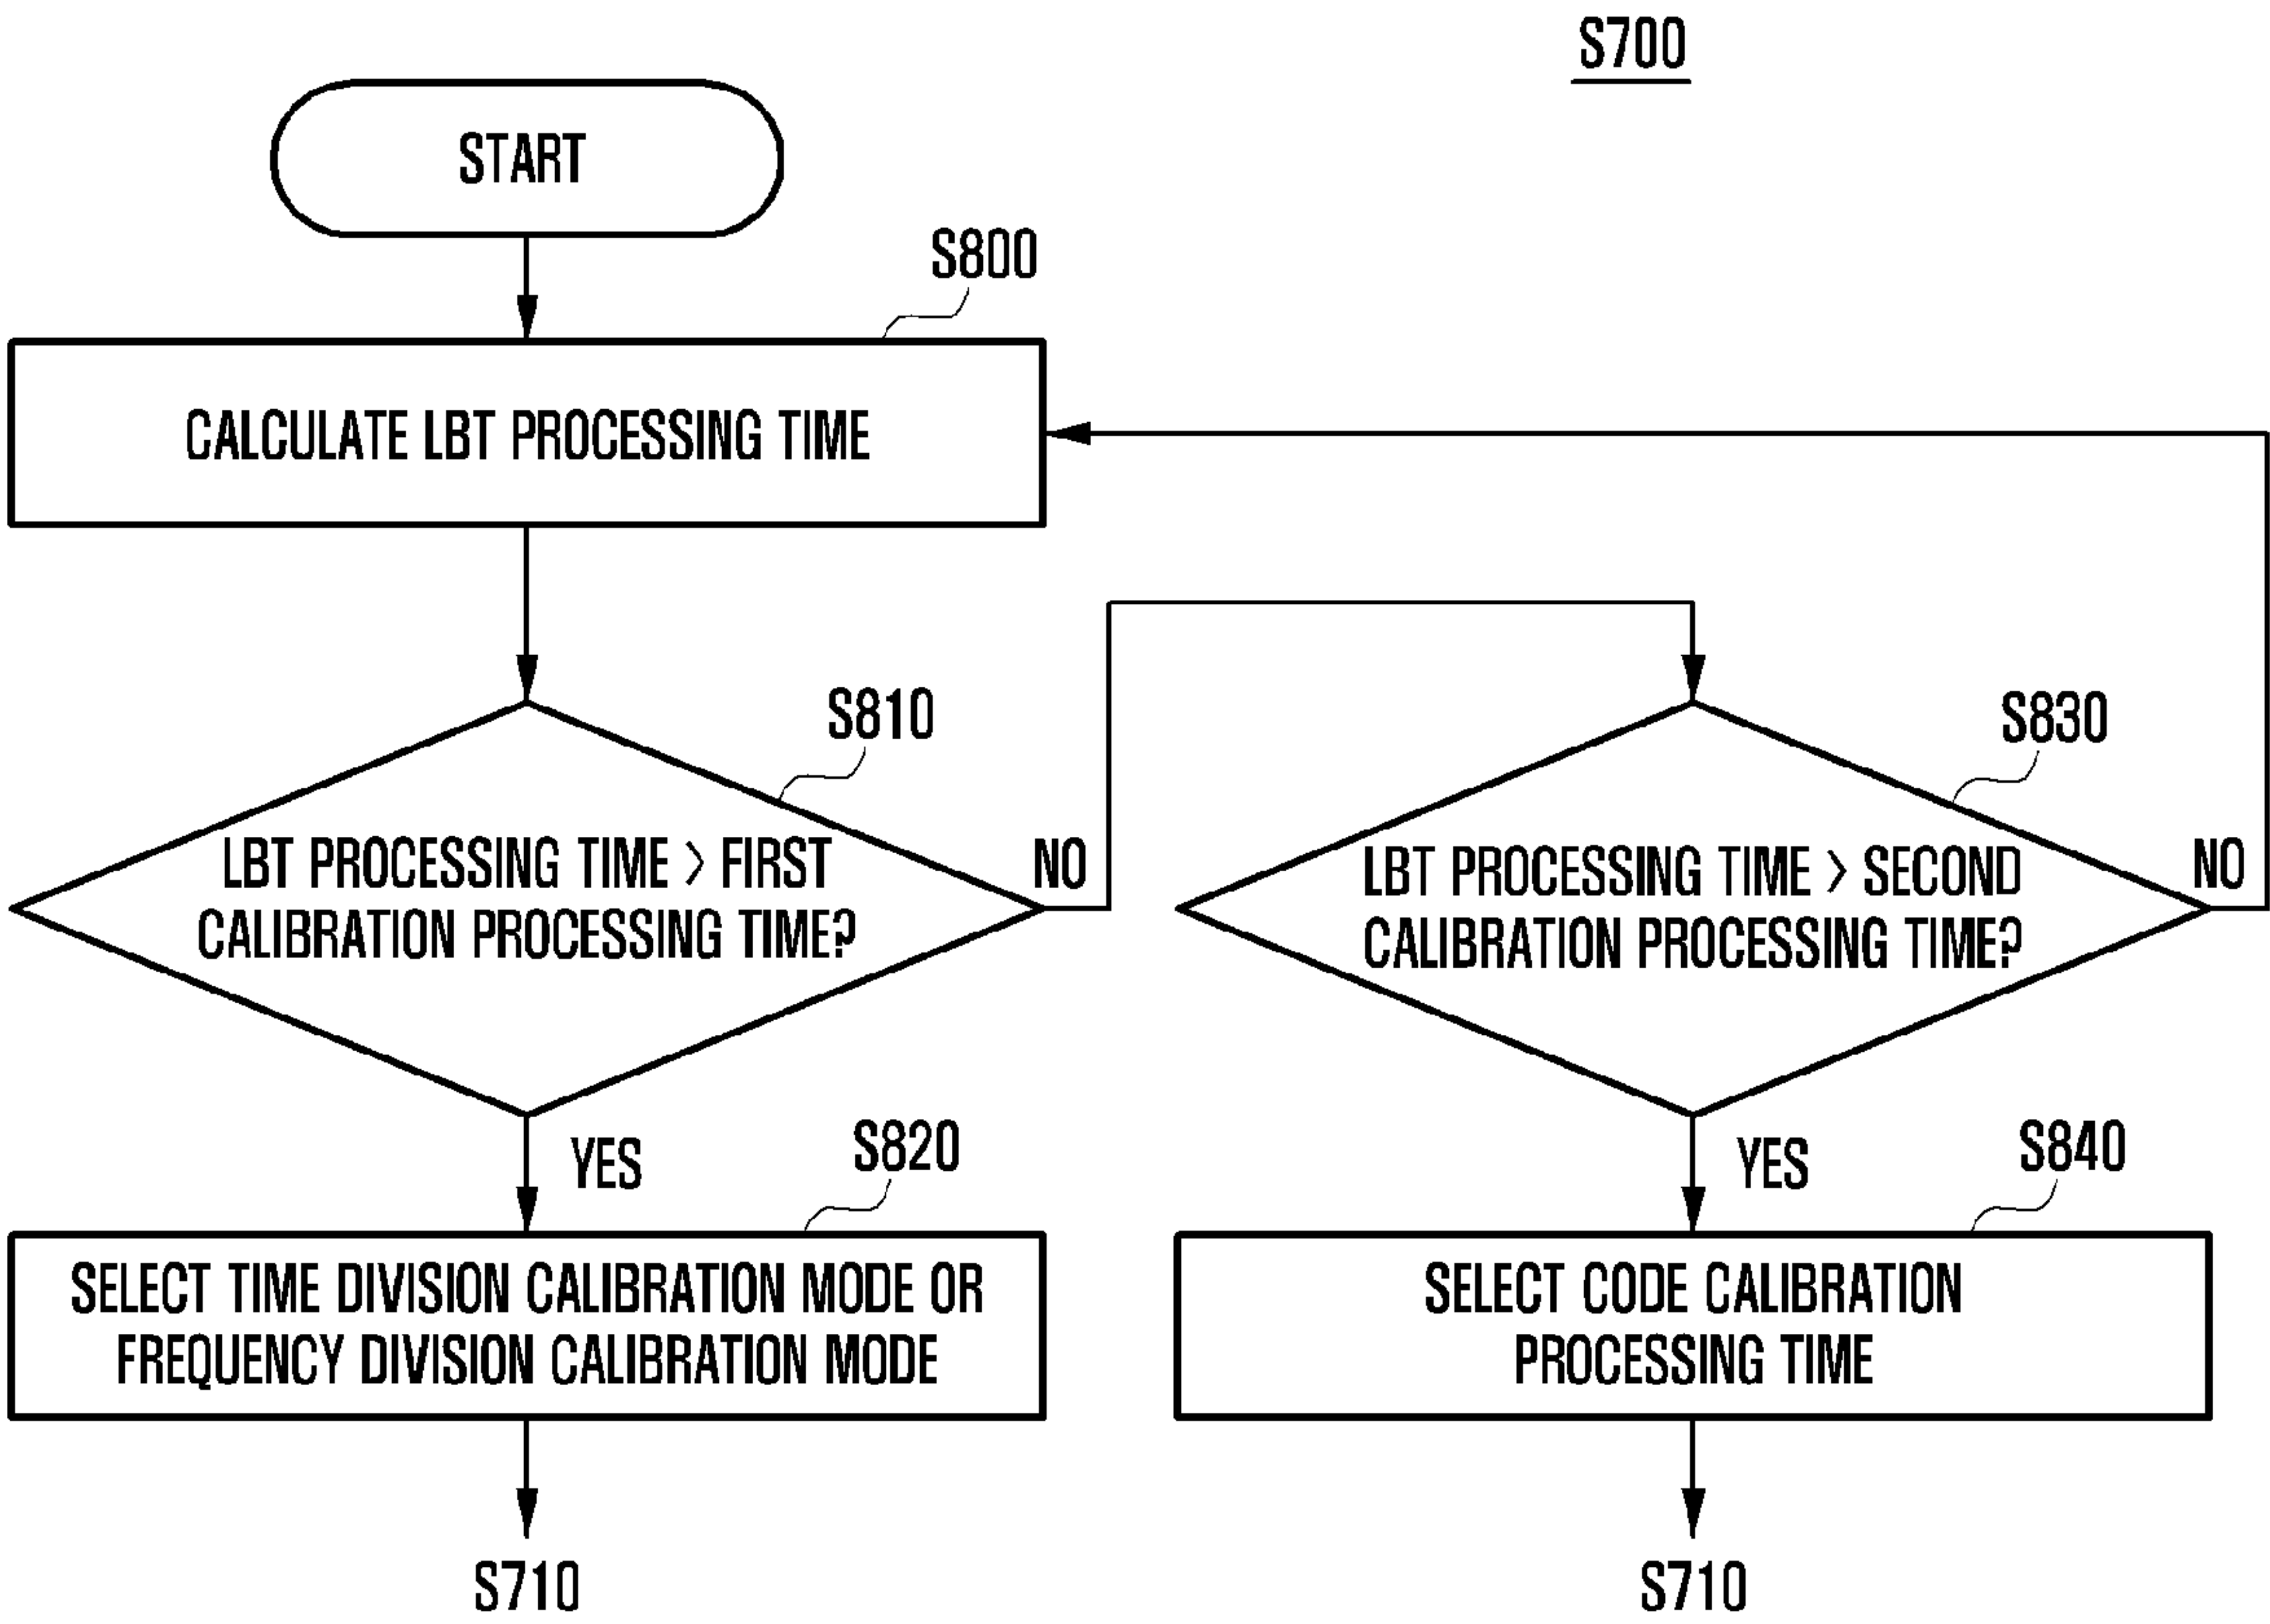 S700
START
S800
CALCULATE LBT PROCESSING TIME
S810
LBT PROCESSING TIME > FIRST
CALIBRATION PROCESSING TIME?
NO
S830
LBT PROCESSING TIME > SECOND
CALIBRATION PROCESSING TIME?
NO
YES
S820
SELECT TIME DIVISION CALIBRATION MODE OR
FREQUENCY DIVISION CALIBRATION MODE
YES
S840
SELECT CODE CALIBRATION
PROCESSING TIME
S710
S710